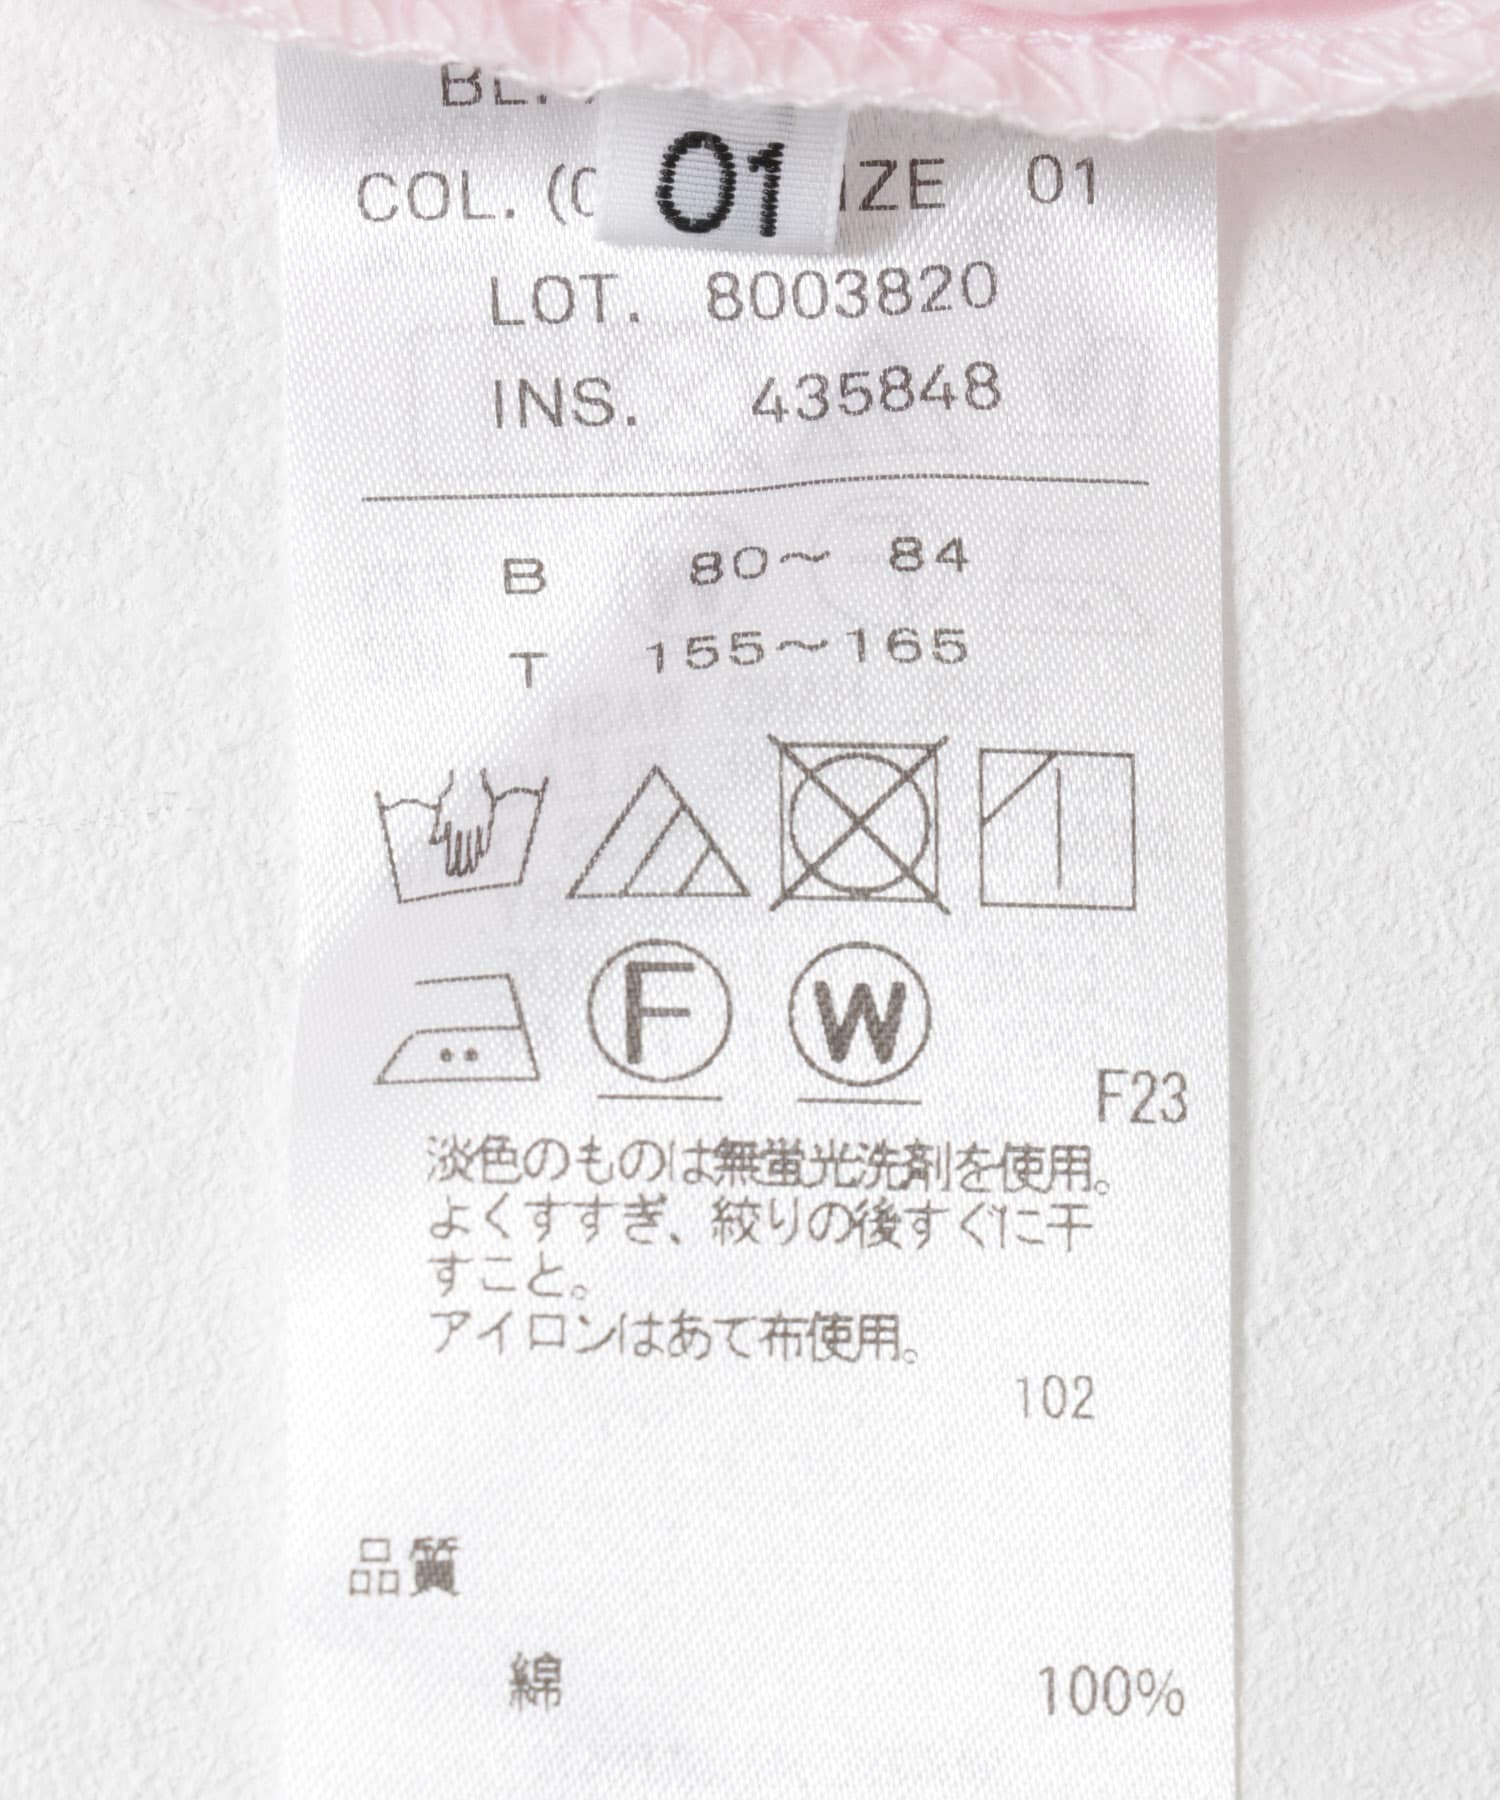 BL.
01
COL. (
IZE 01
LOT. 8003820
INS. 435848
B 80～ 84
T 155～165
F W
F23
淡色のものは無蛍光洗剤を使用。
よくすすぎ、絞りの後すぐに干
すこと。
アイロンはあて布使用。
102
品質
綿 100%